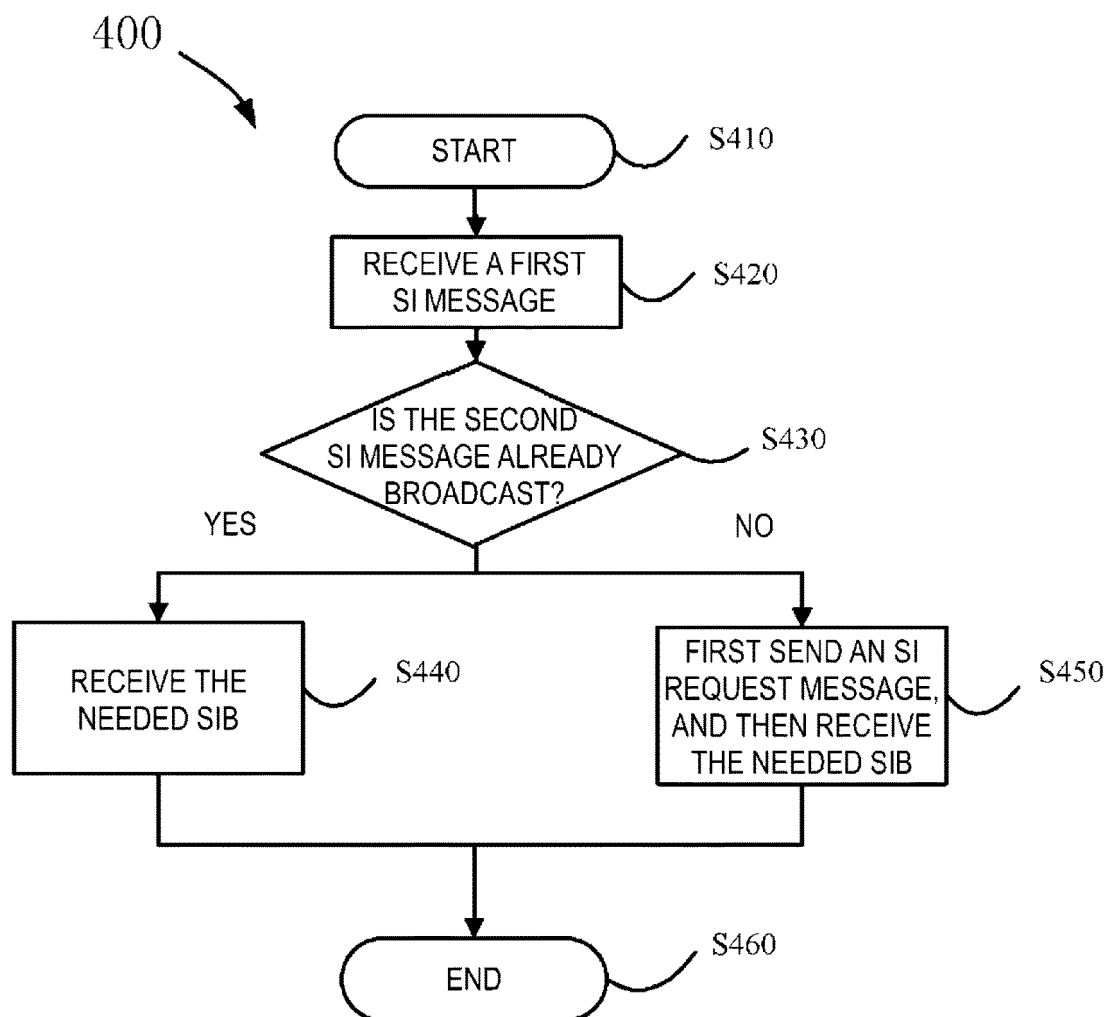 400
START
S410
RECEIVE A FIRST
SI MESSAGE
S420
IS THE SECOND
SI MESSAGE ALREADY
BROADCAST?
S430
YES
NO
RECEIVE THE
NEEDED SIB
S440
FIRST SEND AN SI
REQUEST MESSAGE,
AND THEN RECEIVE
THE NEEDED SIB
S450
END
S460